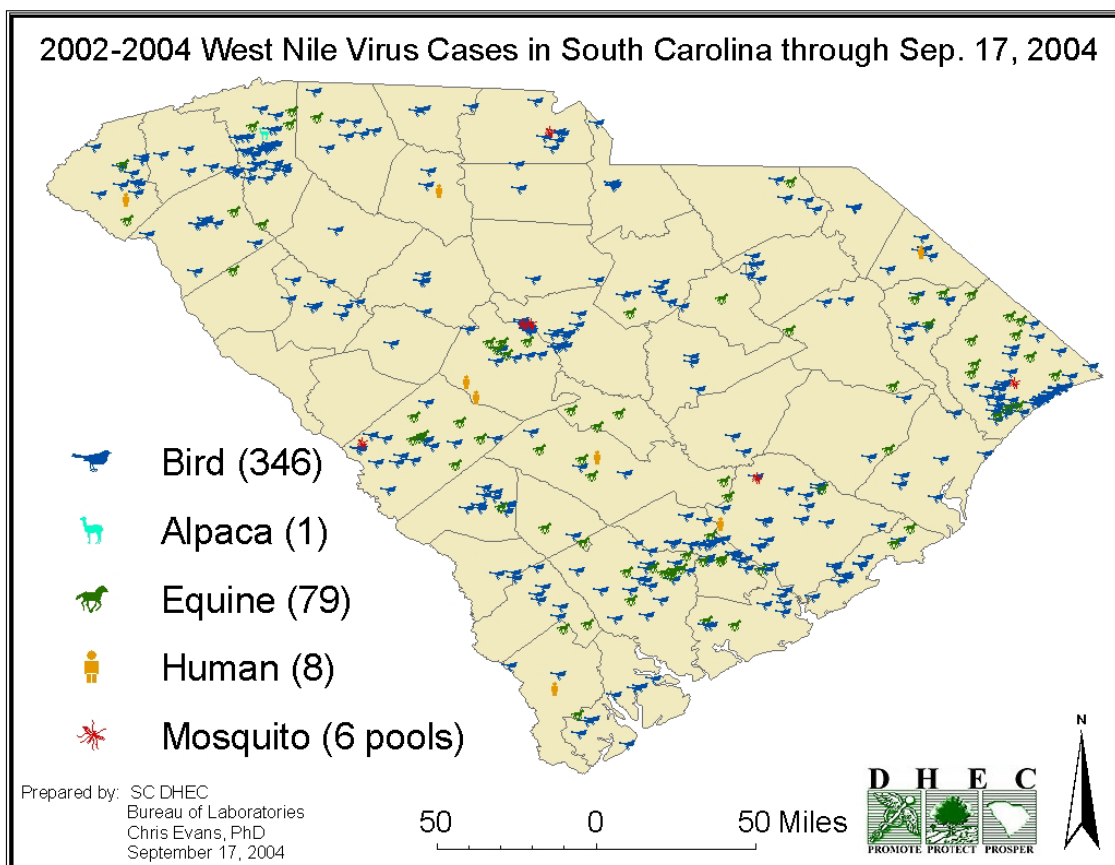 2002-2004 West Nile Virus Cases in South Carolina through Sep. 17, 2004
Bird (346)
Alpaca (1)
Equine (79)
Human (8)
Mosquito (6 pools)
Prepared by: SC DHEC
Bureau of Laboratories
Chris Evans, PhD
September 17, 2004
50 0 50 Miles
D H E C
PROMOTE PROTECT PROSPER
N